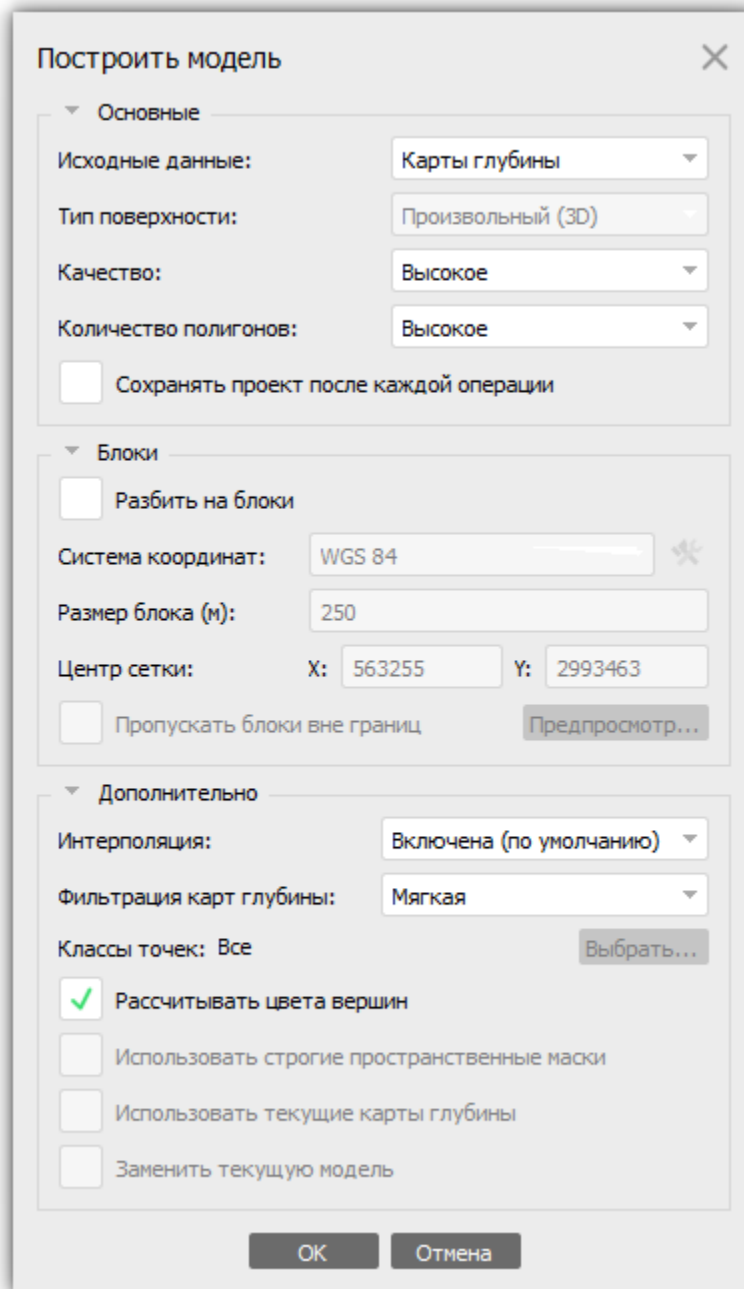 Построить модель
Основные
Исходные данные: Карты глубины
Тип поверхности: Произвольный (3D)
Качество: Высокое
Количество полигонов: Высокое
Сохранять проект после каждой операции
Блоки
Разбить на блоки
Система координат: WGS 84
Размер блока (м): 250
Центр сетки: X: 563255 Y: 2993463
Пропускать блоки вне границ Предпросмотр...
Дополнительно
Интерполяция: Включена (по умолчанию)
Фильтрация карт глубины: Мягкая
Классы точек: Все Выбрать...
Рассчитывать цвета вершин
Использовать строгие пространственные маски
Использовать текущие карты глубины
Заменить текущую модель
OK Отмена